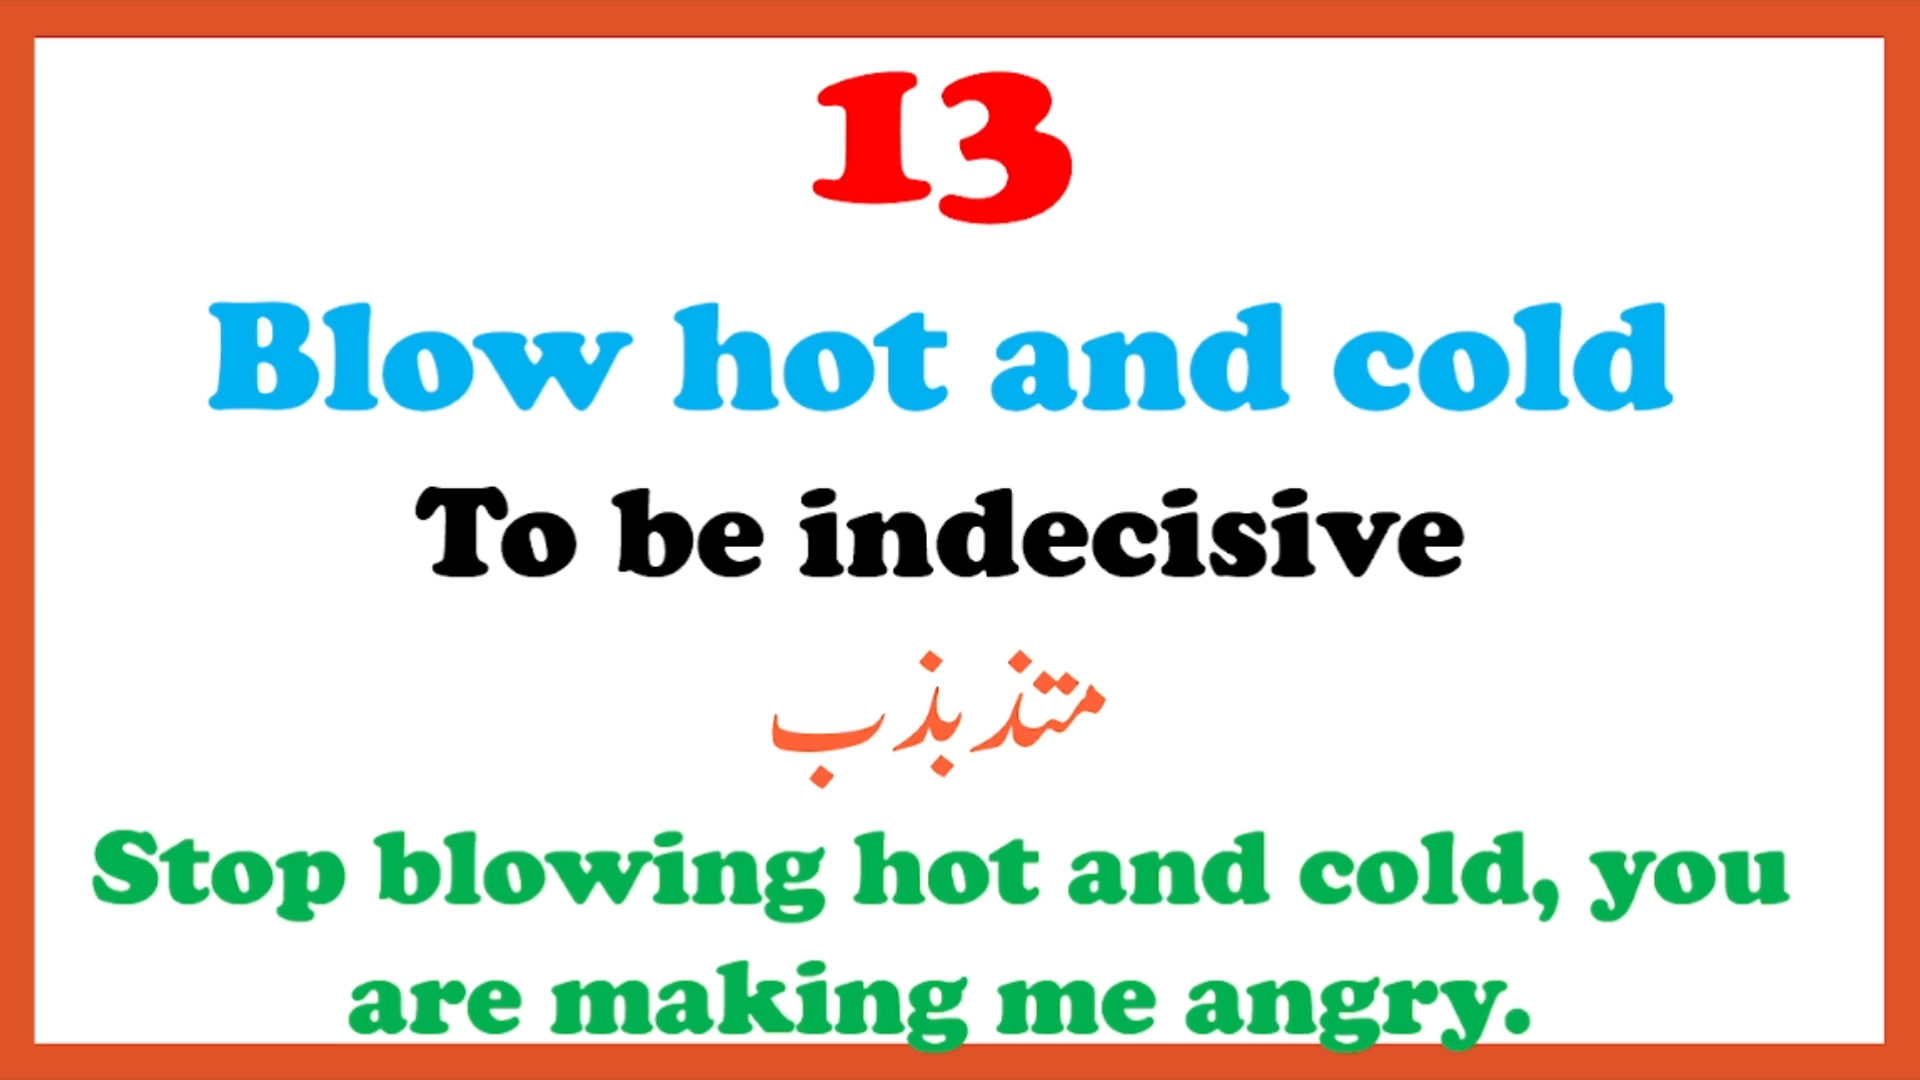 13
Blow hot and cold
To be indecisive
متذبذب
Stop blowing hot and cold, you
are making me angry.